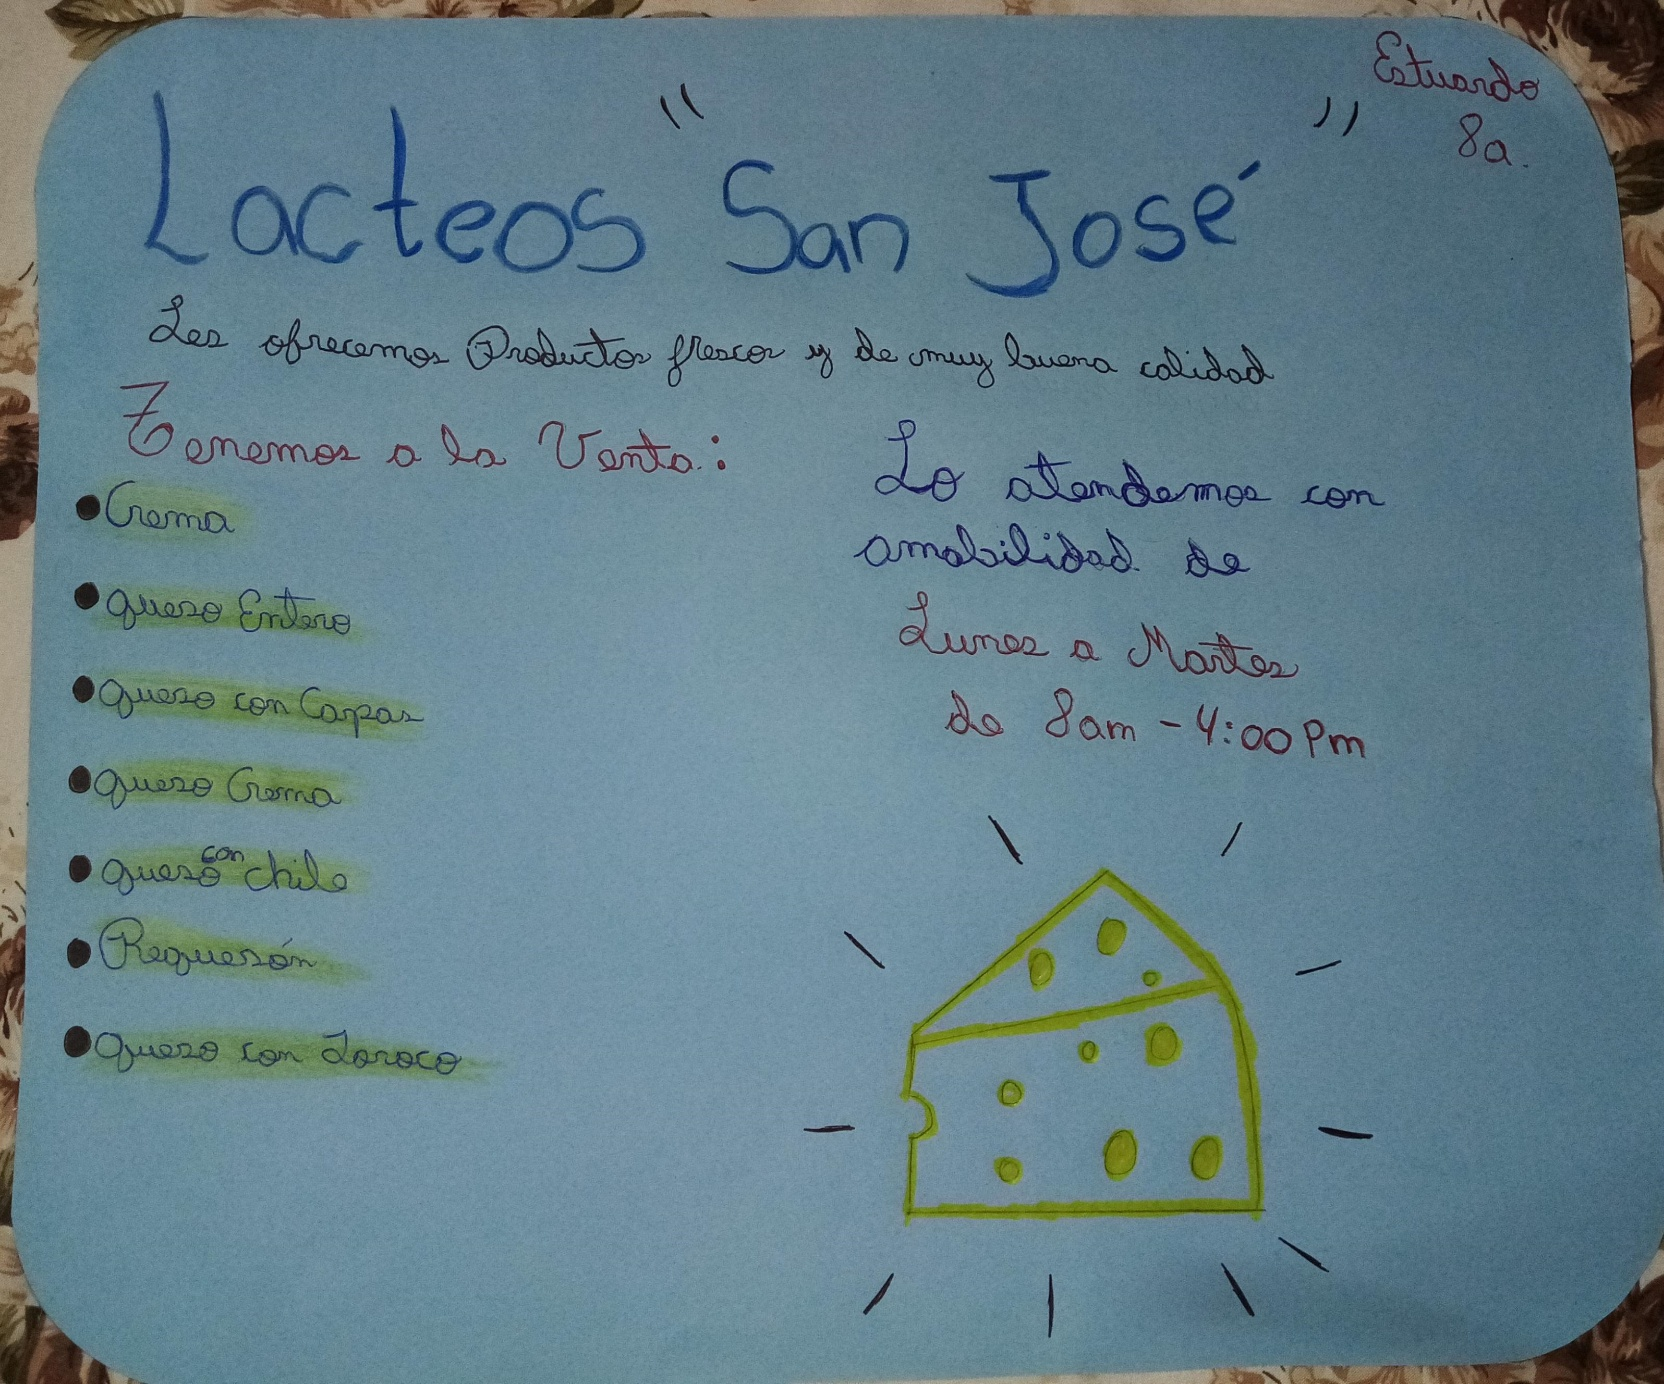 Estuardo
8a.
Lacteos "San José"
Les ofrecemos Productos frescos y de muy buena calidad
Tenemos a la Venta:
• Crema
• queso Entero
• queso con Capas
• queso Crema
• queso con chile
• Requesón
• queso con Loroco
Lo atendemos con
amabilidad de
Lunes a Martes
de 8am - 4:00 Pm